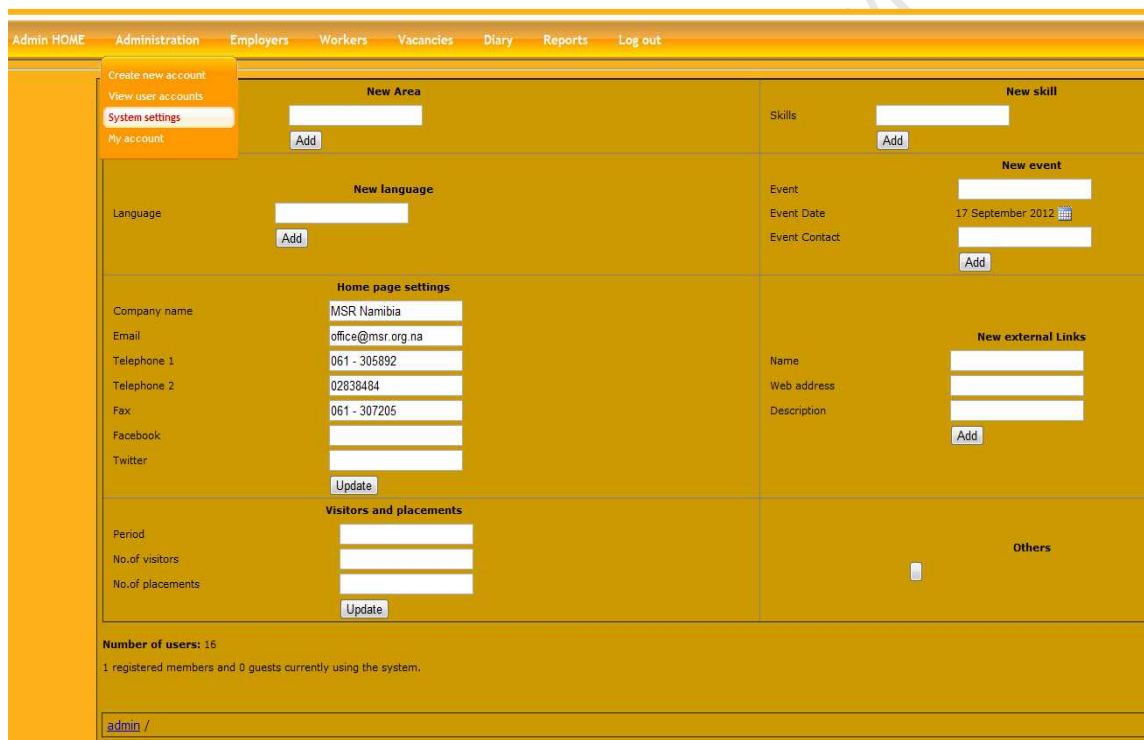 Admin HOME Administration Employers Workers Vacancies Diary Reports Log out
Create new account
View user accounts
System settings
My account
New Area
Add
New skill
Skills
Add
New language
Language
Add
New event
Event
Event Date 17 September 2012
Event Contact
Add
Home page settings
Company name MSR Namibia
Email office@msr.org.na
Telephone 1 061 - 305892
Telephone 2 02838484
Fax 061 - 307205
Facebook
Twitter
Update
New external Links
Name
Web address
Description
Add
Visitors and placements
Period
No.of visitors
No.of placements
Update
Others
Number of users: 16
1 registered members and 0 guests currently using the system.
admin /